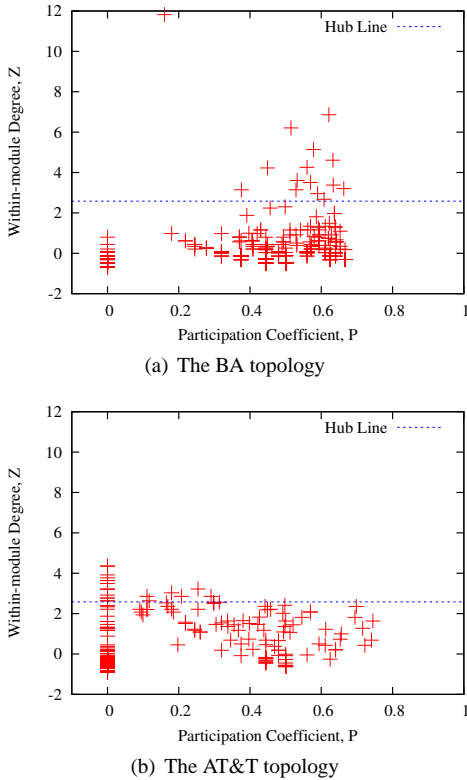 12
Hub Line
10
8
6
4
2
0
-2
Within-module Degree, Z
0 0.2 0.4 0.6 0.8 1
Participation Coefficient, P
(a) The BA topology
12
Hub Line
10
8
6
4
2
0
-2
Within-module Degree, Z
0 0.2 0.4 0.6 0.8 1
Participation Coefficient, P
(b) The AT&T topology